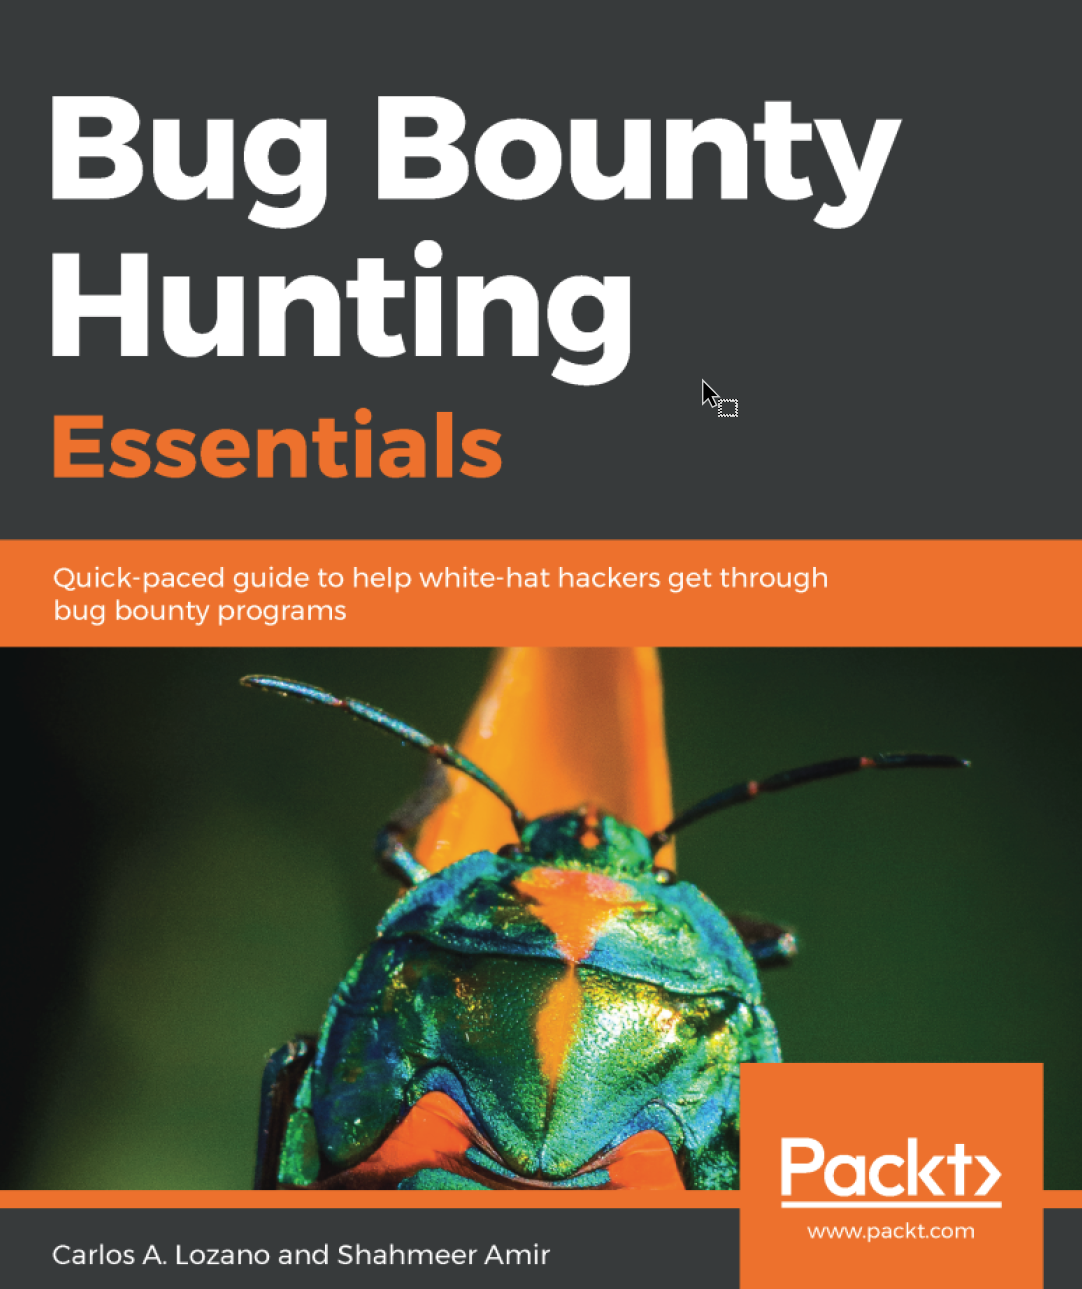 Bug Bounty
Hunting
Essentials
Quick-paced guide to help white-hat hackers get through
bug bounty programs
Packt>
www.packt.com
Carlos A. Lozano and Shahmeer Amir